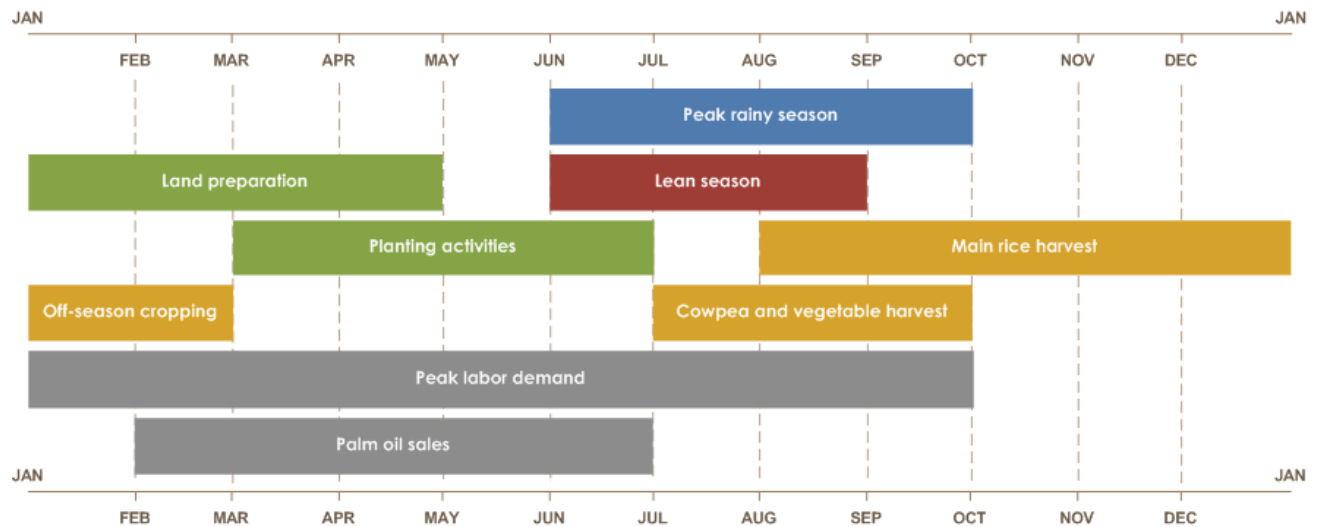 JAN JAN
FEB MAR APR MAY JUN JUL AUG SEP OCT NOV DEC
Peak rainy season
Land preparation Lean season
Planting activities Main rice harvest
Off-season cropping Cowpea and vegetable harvest
Peak labor demand
Palm oil sales
JAN JAN
FEB MAR APR MAY JUN JUL AUG SEP OCT NOV DEC